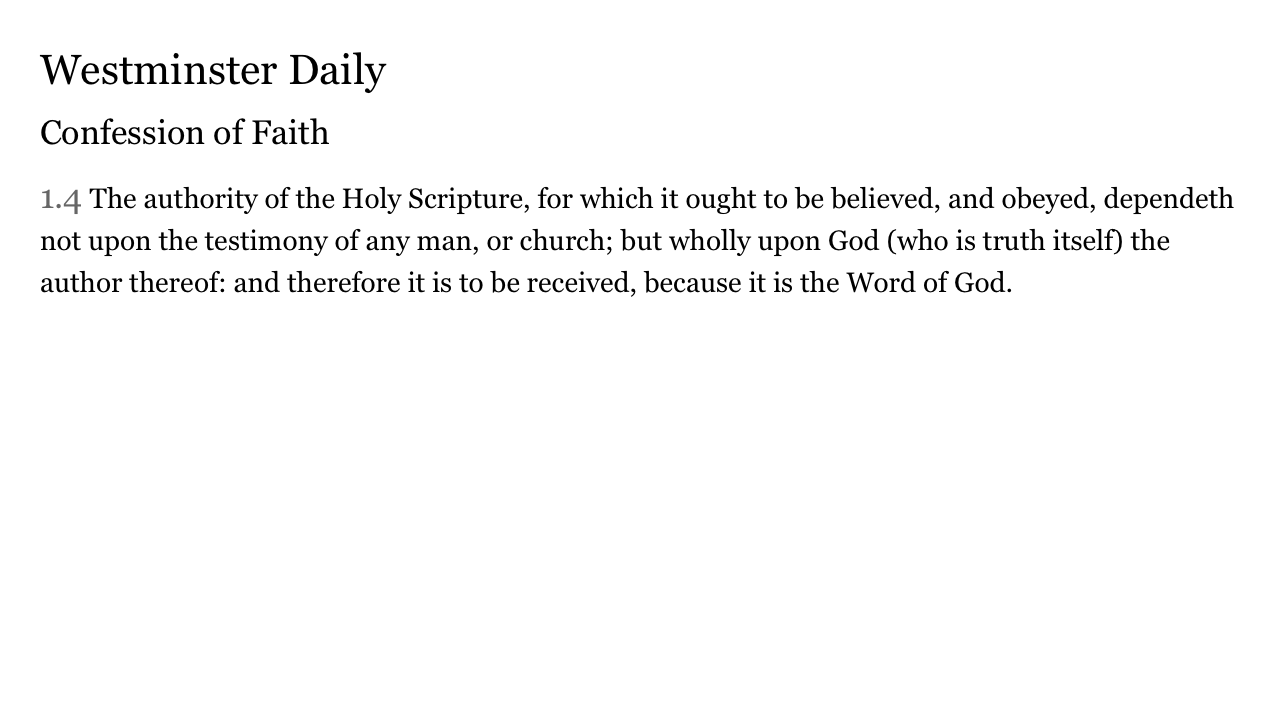 Westminster Daily
Confession of Faith
1.4 The authority of the Holy Scripture, for which it ought to be believed, and obeyed, dependeth
not upon the testimony of any man, or church; but wholly upon God (who is truth itself) the
author thereof: and therefore it is to be received, because it is the Word of God.